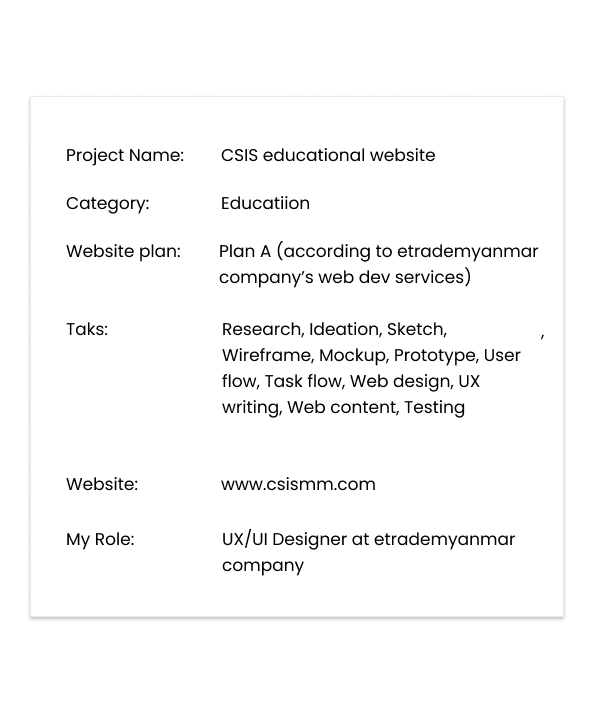 Project Name: CSIS educational website
Category: Educatiion
Website plan: Plan A (according to etrademyanmar
company's web dev services)
Taks: Research, Ideation, Sketch, ,
Wireframe, Mockup, Prototype, User
flow, Task flow, Web design, UX
writing, Web content, Testing
Website: www.csismm.com
My Role: UX/UI Designer at etrademyanmar
company